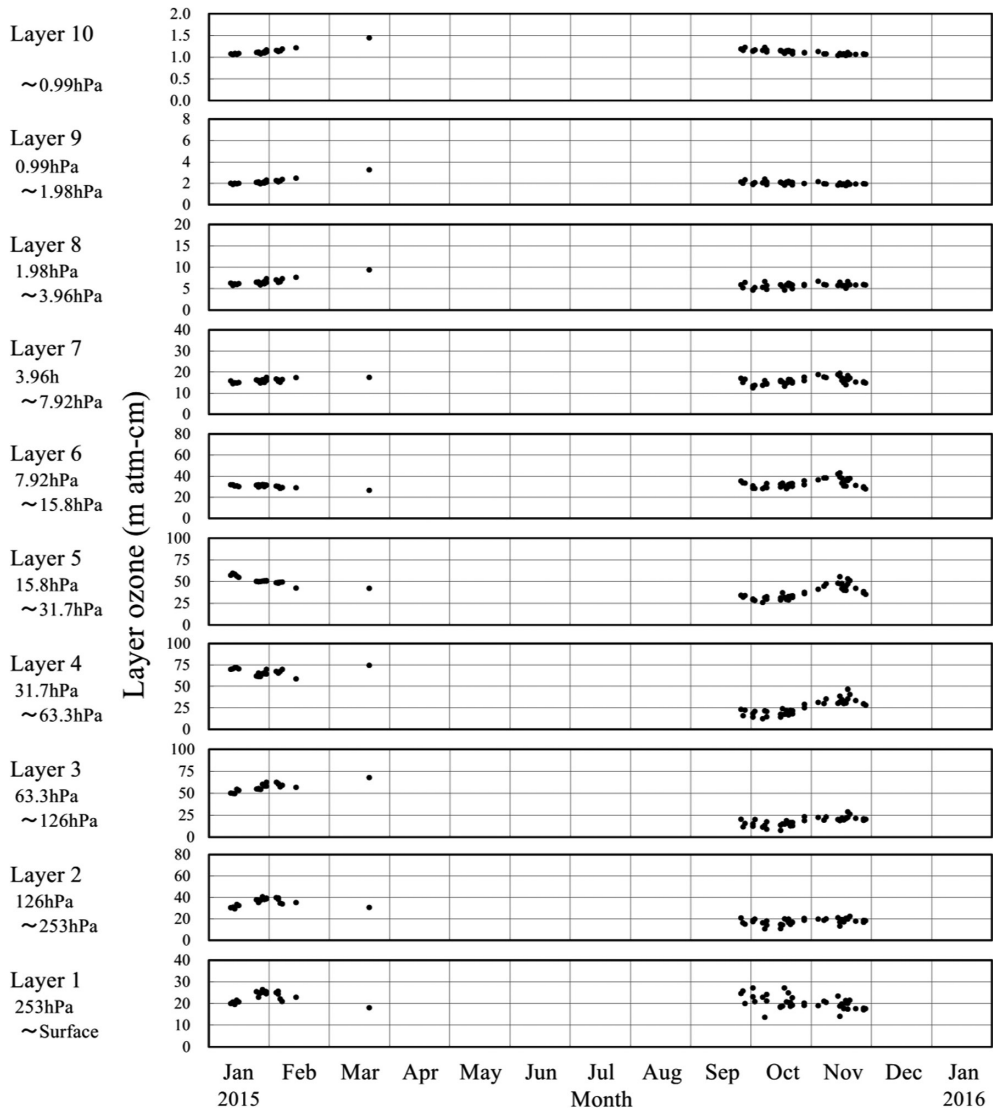 Layer 10
~0.99hPa
2.0
1.5
1.0
0.5
0.0
Layer 9
0.99hPa
~1.98hPa
8
6
4
2
0
Layer 8
1.98hPa
~3.96hPa
20
15
10
5
0
Layer 7
3.96h
~7.92hPa
40
30
20
10
0
Layer 6
7.92hPa
~15.8hPa
80
60
40
20
0
Layer 5
15.8hPa
~31.7hPa
100
75
50
25
0
Layer 4
31.7hPa
~63.3hPa
100
75
50
25
0
Layer 3
63.3hPa
~126hPa
100
75
50
25
0
Layer 2
126hPa
~253hPa
80
60
40
20
0
Layer 1
253hPa
~Surface
40
30
20
10
0
Layer ozone (m atm-cm)
Jan Feb Mar Apr May Jun Jul Aug Sep Oct Nov Dec Jan
2015 Month 2016